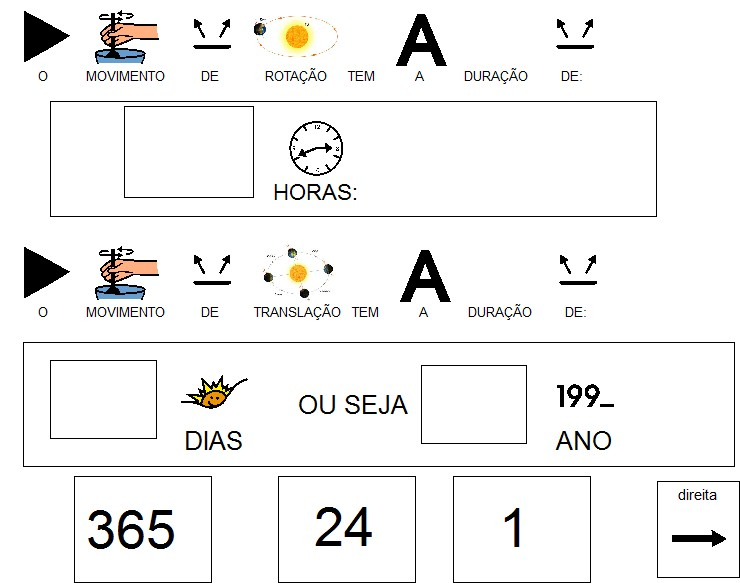 A
O MOVIMENTO DE ROTAÇÃO TEM A DURAÇÃO DE:
HORAS:
A
O MOVIMENTO DE TRANSLAÇÃO TEM A DURAÇÃO DE:
199_
OU SEJA
DIAS ANO
365 24 1
direita